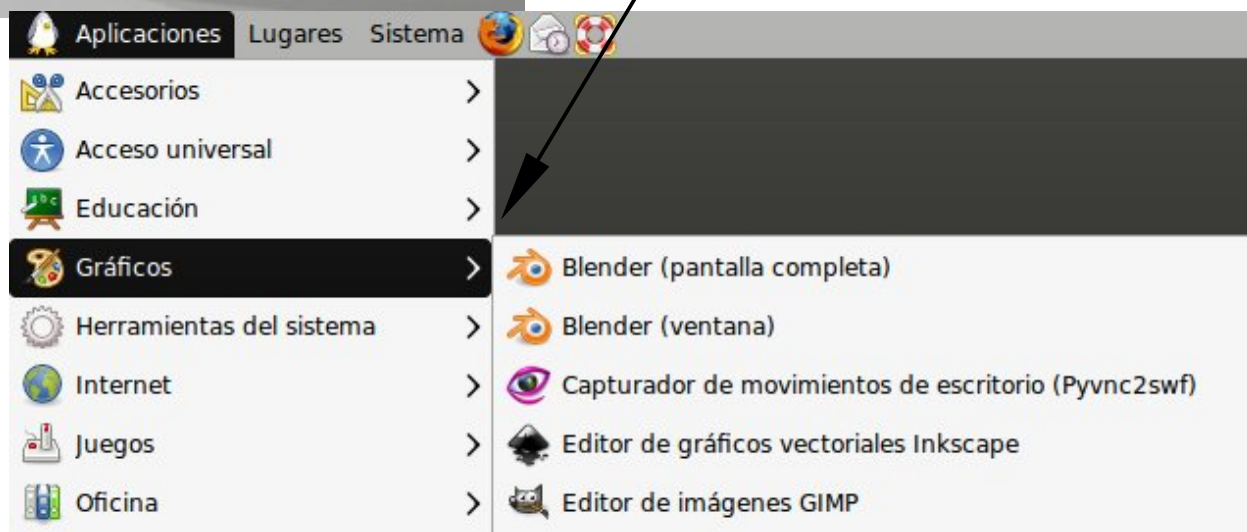 Aplicaciones Lugares Sistema
Accesorios
Acceso universal
Educación
Gráficos
Herramientas del sistema
Internet
Juegos
Oficina
Blender (pantalla completa)
Blender (ventana)
Capturador de movimientos de escritorio (Pyvnc2swf)
Editor de gráficos vectoriales Inkscape
Editor de imágenes GIMP